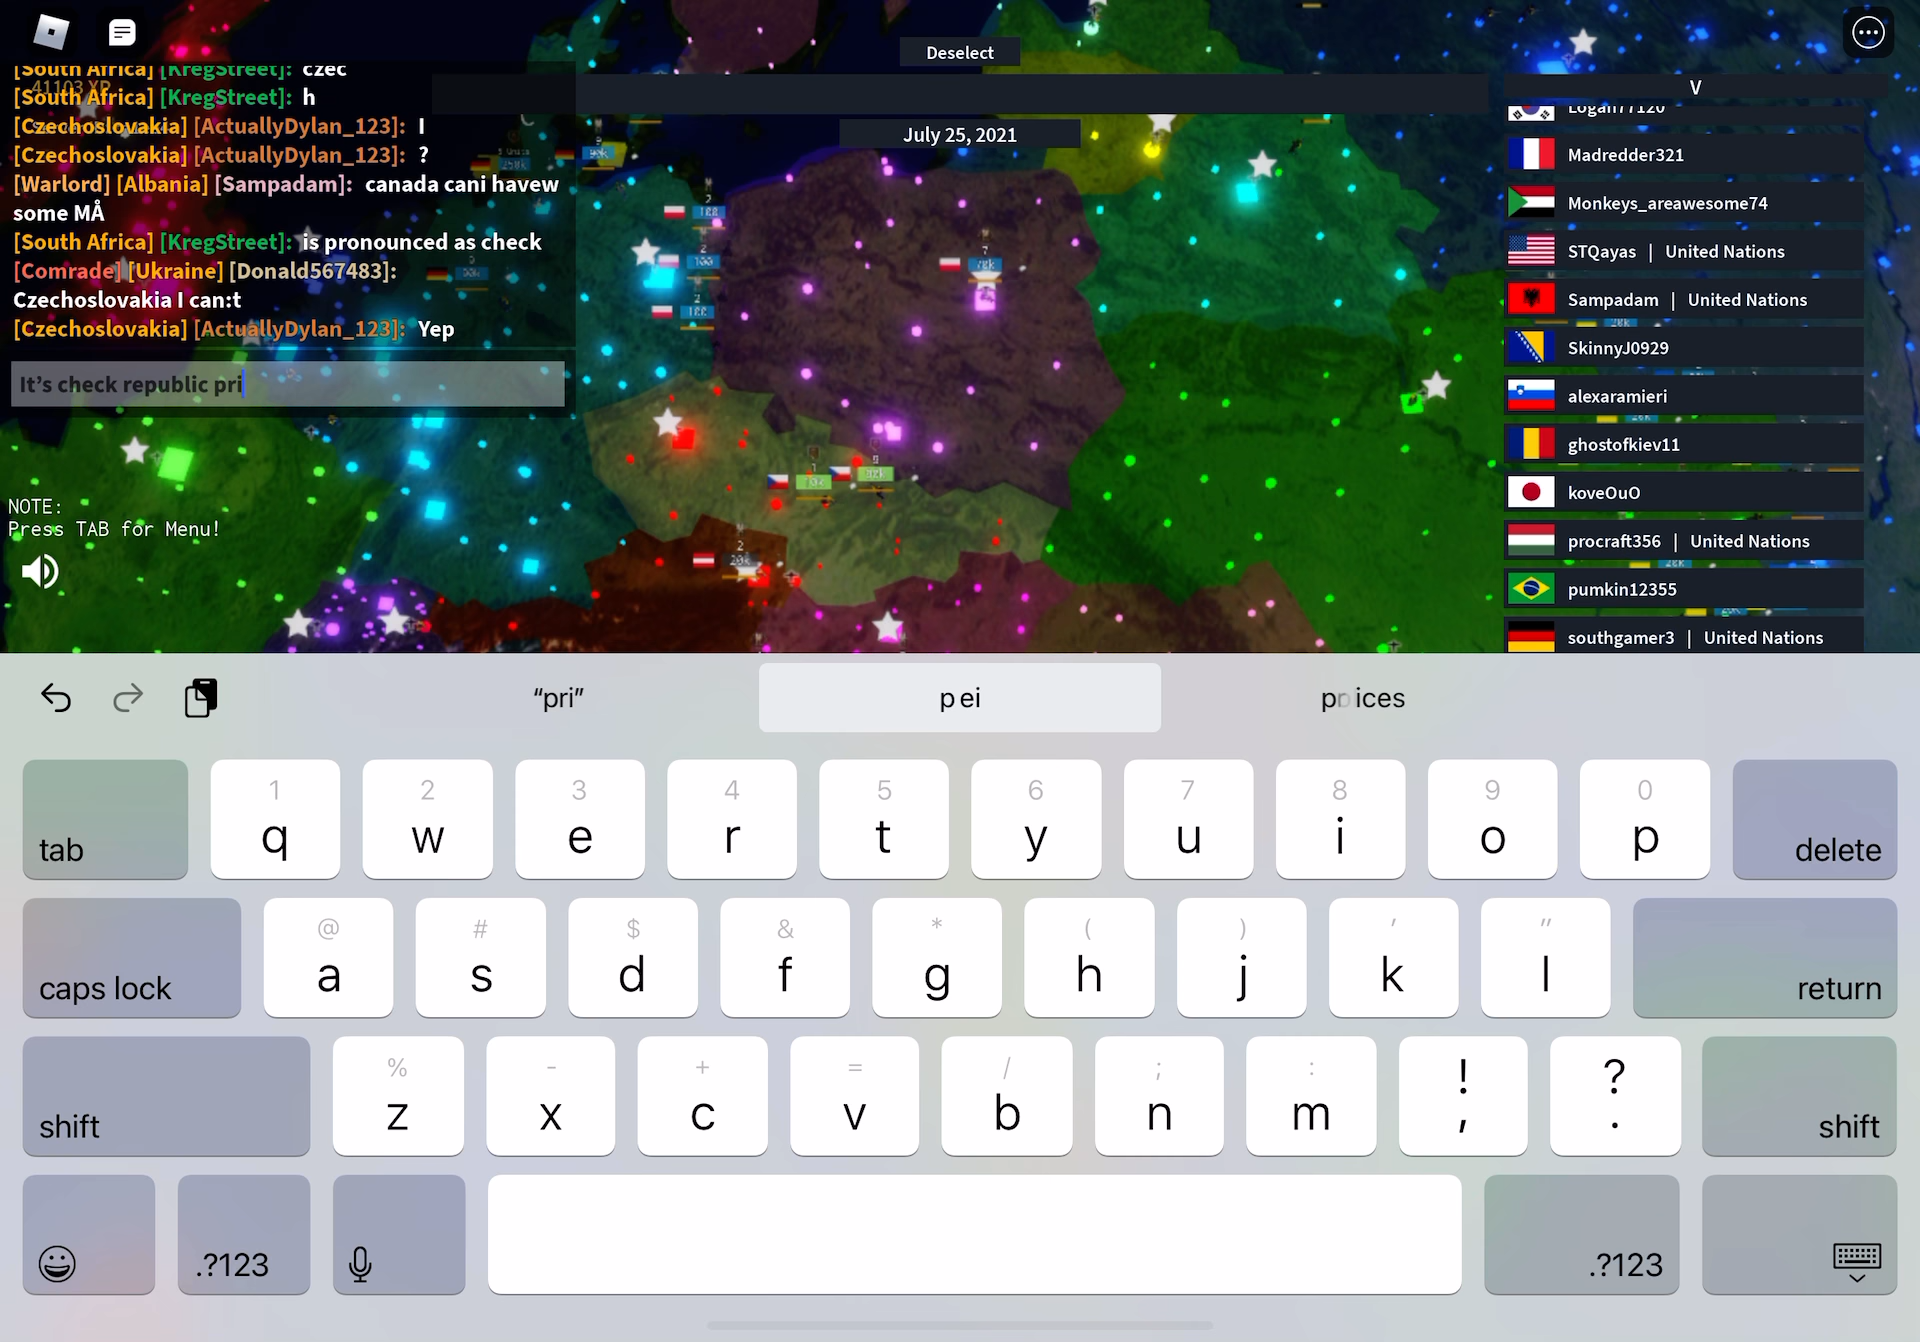 Deselect
July 25, 2021
[South Africa] [KregStreet]: czec
41103 XP
[South Africa] [KregStreet]: h
[Czechoslovakia] [ActuallyDylan_123]: I
[Czechoslovakia] [ActuallyDylan_123]: ?
[Warlord] [Albania] [Sampadam]: canada cani havew
some MÅ
[South Africa] [KregStreet]: is pronounced as check
[Comrade] [Ukraine] [Donald567483]:
Czechoslovakia I can:t
[Czechoslovakia] [ActuallyDylan_123]: Yep
It's check republic pri
NOTE:
Press TAB for Menu!
V
Logan77120
Madredder321
Monkeys_areawesome74
STQayas | United Nations
Sampadam | United Nations
SkinnyJ0929
alexaramieri
ghostofkiev11
koveOuO
procraft356 | United Nations
pumkin12355
southgamer3 | United Nations
"pri"
tab
1 2 3 4 5 6 7 8 9 0
q w e r t y u i o p
delete
caps lock
@ # $ & * ( ) ' "
a s d f g h j k l
return
shift
% - + = / ; : ! ?
z x c v b n m , .
shift
.?123
.?123